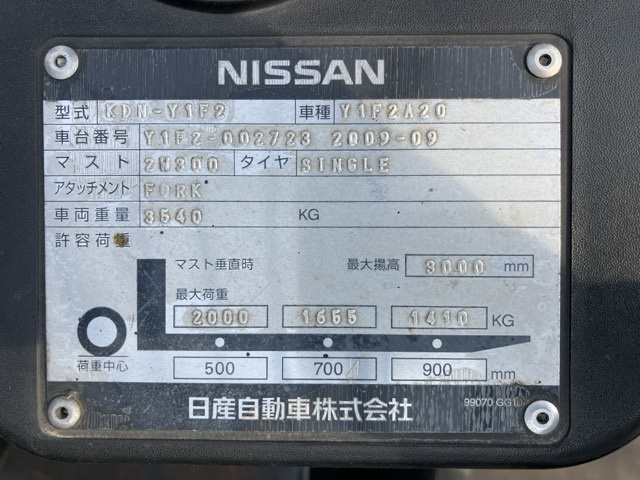 NISSAN
型式 KDN-Y1F2 車種 Y1F2A20
車台番号 Y1F2-002723 2009-09
マスト 2W300 タイヤ SINGLE
アタッチメント FORK
車両重量 3540 KG
許容荷重
マスト垂直時 最大揚高 3000 mm
最大荷重
2000 1655 1410 KG
荷重中心 500 700 900 mm
日産自動車株式会社 99070